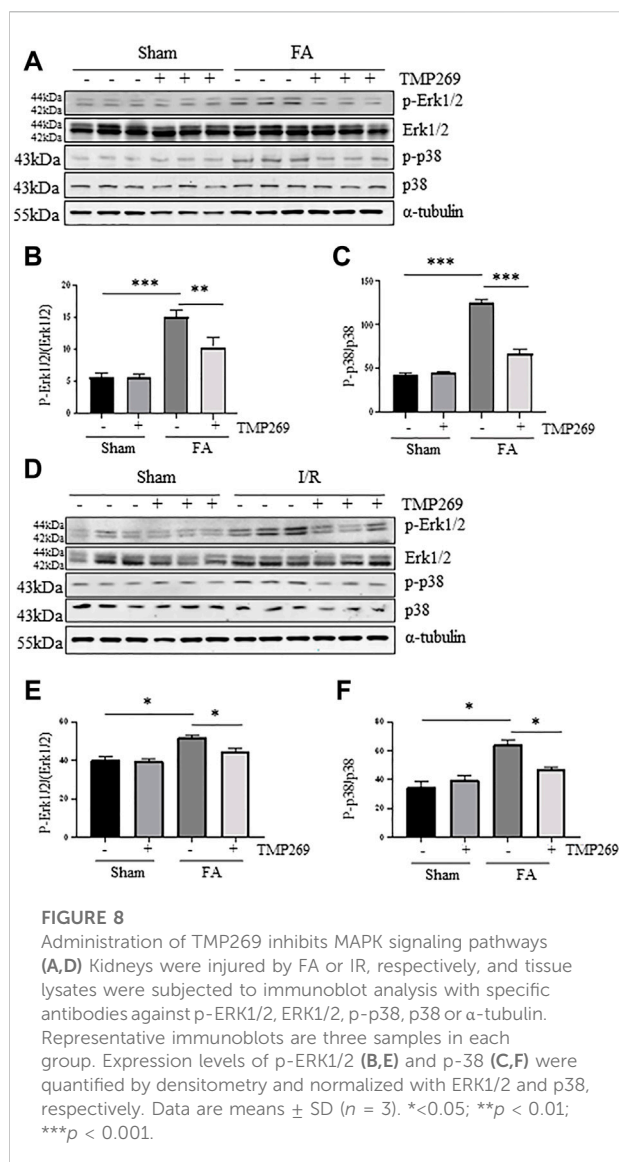 A
Sham FA
- - - + + + - - - + + + TMP269
44kDa
42kDa
p-Erk1/2
44kDa
42kDa
Erk1/2
43kDa p-p38
43kDa p38
55kDa α-tubulin
B
*** **
P-Erk1/2/(Erk1/2)
20
15
10
5
0
- + - + TMP269
Sham FA
C
*** ***
P-p38/p38
150
100
50
0
- + - + TMP269
Sham FA
D
Sham I/R
- - - + + + - - - + + + TMP269
44kDa
42kDa
p-Erk1/2
44kDa
42kDa
Erk1/2
43kDa p-p38
43kDa p38
55kDa α-tubulin
E
* *
P-Erk1/2/(Erk1/2)
60
40
20
0
- + - + TMP269
Sham FA
F
* *
P-p38/p38
80
60
40
20
0
- + - + TMP269
Sham FA
FIGURE 8
Administration of TMP269 inhibits MAPK signaling pathways
(A,D) Kidneys were injured by FA or IR, respectively, and tissue
lysates were subjected to immunoblot analysis with specific
antibodies against p-ERK1/2, ERK1/2, p-p38, p38 or α-tubulin.
Representative immunoblots are three samples in each
group. Expression levels of p-ERK1/2 (B,E) and p-38 (C,F) were
quantified by densitometry and normalized with ERK1/2 and p38,
respectively. Data are means ± SD (n = 3). *<0.05; **p < 0.01;
***p < 0.001.